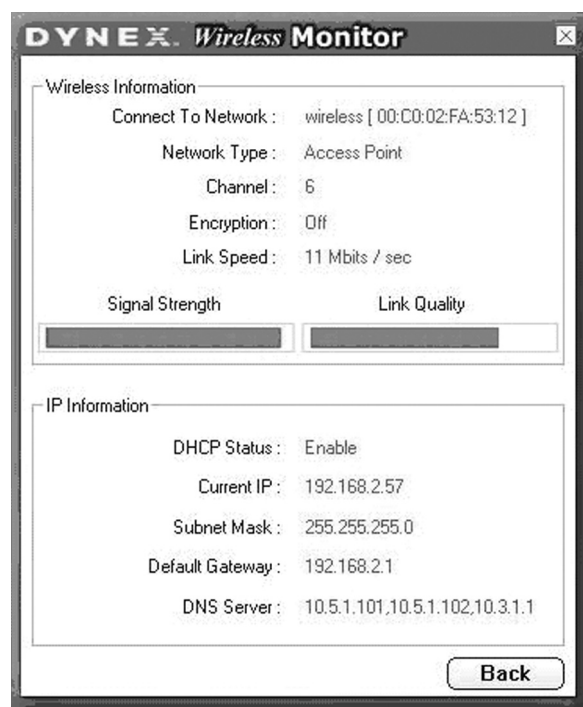 DYNEX. Wireless Monitor
Wireless Information
Connect To Network : wireless [ 00:C0:02:FA:53:12 ]
Network Type : Access Point
Channel : 6
Encryption : Off
Link Speed : 11 Mbits / sec
Signal Strength Link Quality
IP Information
DHCP Status : Enable
Current IP : 192.168.2.57
Subnet Mask : 255.255.255.0
Default Gateway : 192.168.2.1
DNS Server : 10.5.1.101,10.5.1.102,10.3.1.1
Back